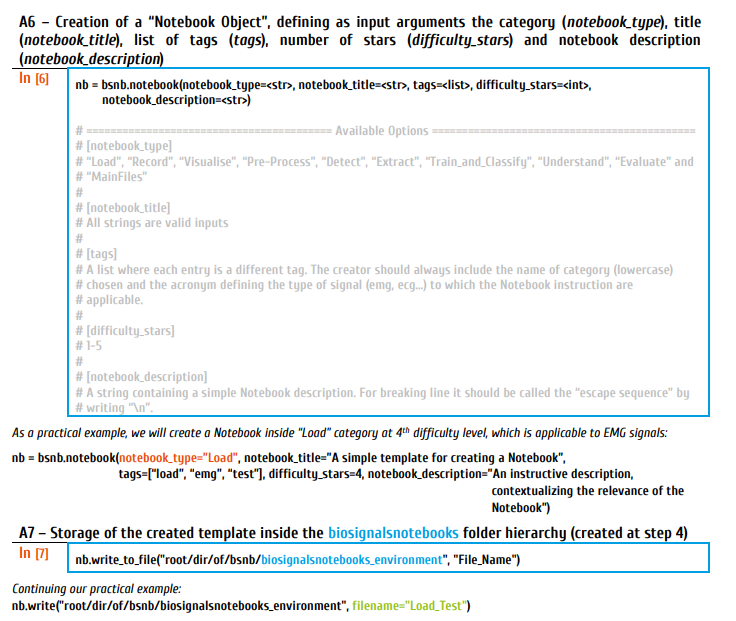 A6 – Creation of a “Notebook Object”, defining as input arguments the category (notebook_type), title
(notebook_title), list of tags (tags), number of stars (difficulty_stars) and notebook description
(notebook_description)
In [6]
nb = bsnb.notebook(notebook_type=<str>, notebook_title=<str>, tags=<list>, difficulty_stars=<int>,
notebook_description=<str>)
# ========================================= Available Options ============================================
# [notebook_type]
# “Load”, “Record”, “Visualise”, “Pre-Process”, “Detect”, “Extract”, “Train_and_Classify”, “Understand”, “Evaluate” and
# “MainFiles”
#
# [notebook_title]
# All strings are valid inputs
#
# [tags]
# A list where each entry is a different tag. The creator should always include the name of category (lowercase)
# chosen and the acronym defining the type of signal (emg, ecg...) to which the Notebook instruction are
# applicable.
#
# [difficulty_stars]
# 1-5
#
# [notebook_description]
# A string containing a simple Notebook description. For breaking line it should be called the “escape sequence” by
# writing “\n”.
As a practical example, we will create a Notebook inside “Load” category at 4th difficulty level, which is applicable to EMG signals:
nb = bsnb.notebook(notebook_type=”Load”, notebook_title=”A simple template for creating a Notebook”,
tags=[“load”, “emg”, “test”], difficulty_stars=4, notebook_description=”An instructive description,
contextualizing the relevance of the
Notebook”)
A7 – Storage of the created template inside the biosignalsnotebooks folder hierarchy (created at step 4)
In [7]
nb.write_to_file("root/dir/of/bsnb/biosignalsnotebooks_environment", "File_Name")
Continuing our practical example:
nb.write("root/dir/of/bsnb/biosignalsnotebooks_environment", filename=”Load_Test”)